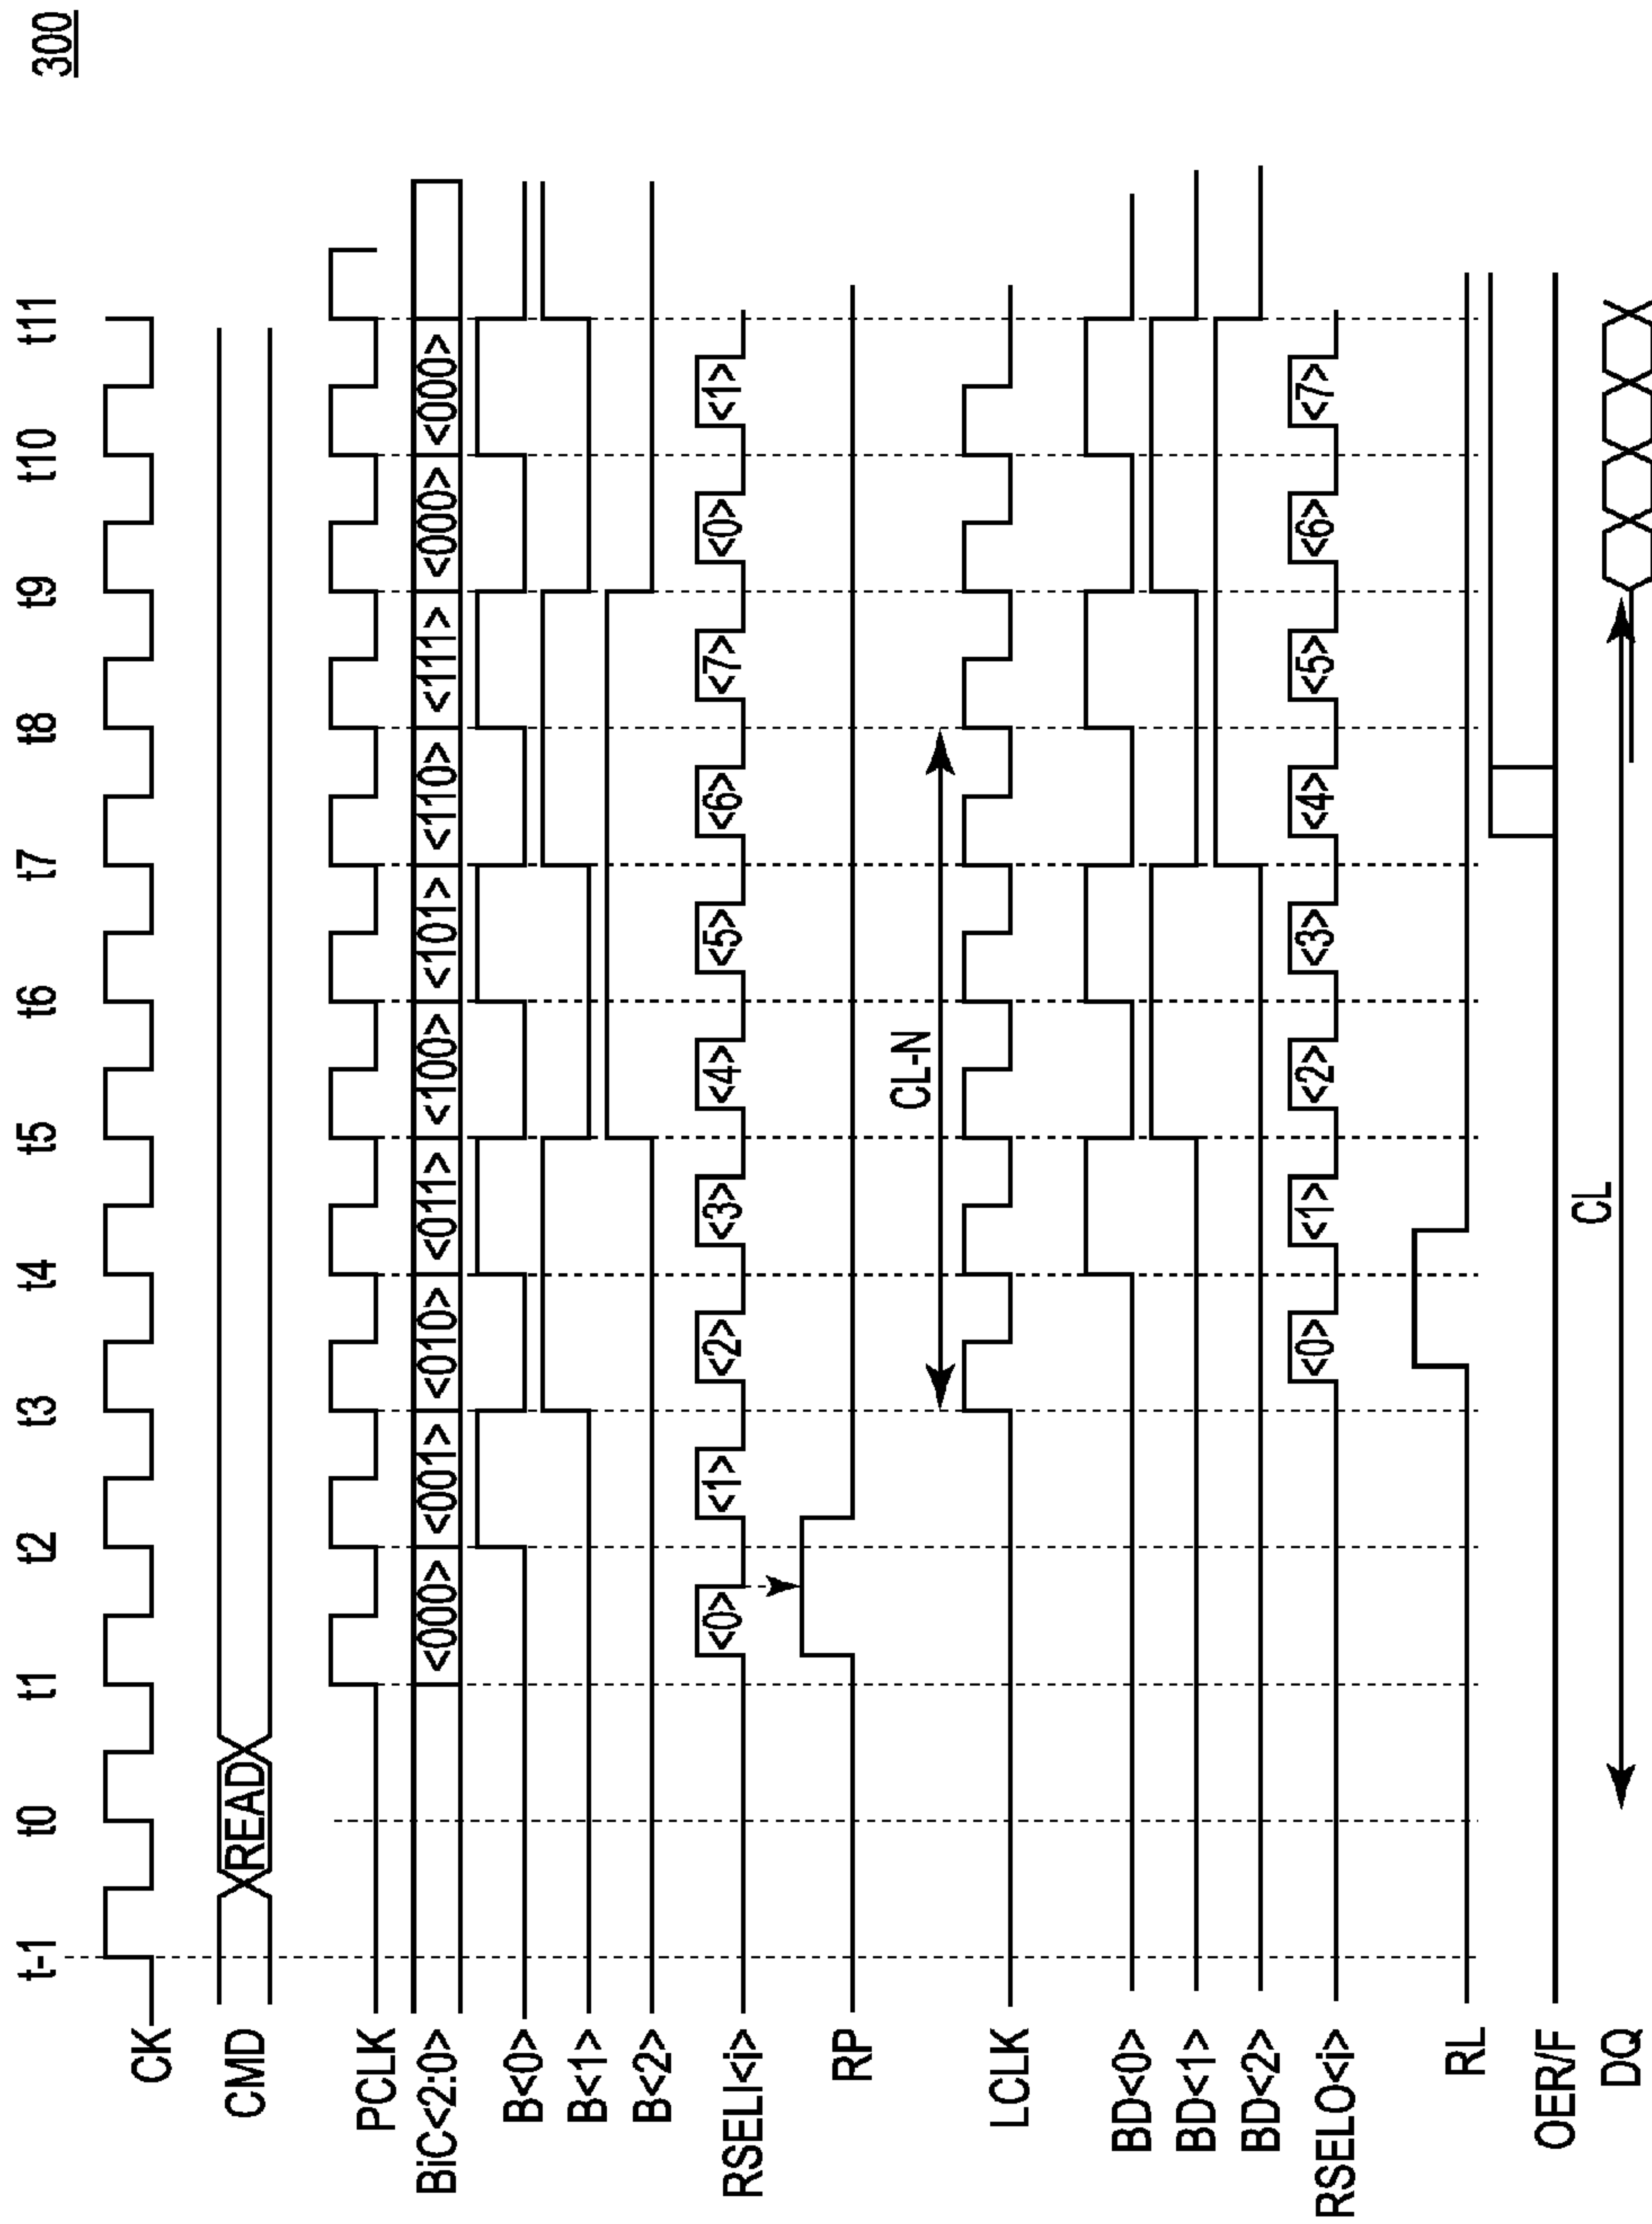 300
t-1 t0 t1 t2 t3 t4 t5 t6 t7 t8 t9 t10 t11
CK
CMD XREADX
PCLK
BiC<2:0> <000> <001> <010> <011> <100> <101> <110> <111> <000> <000>
B<0>
B<1>
B<2>
RSELI<i> <0> <1> <2> <3> <4> <5> <6> <7> <0> <1>
RP
CL-N
LCLK
BD<0>
BD<1>
BD<2>
RSELO<i> <0> <1> <2> <3> <4> <5> <6> <7>
RL
OER/F
CL
DQ